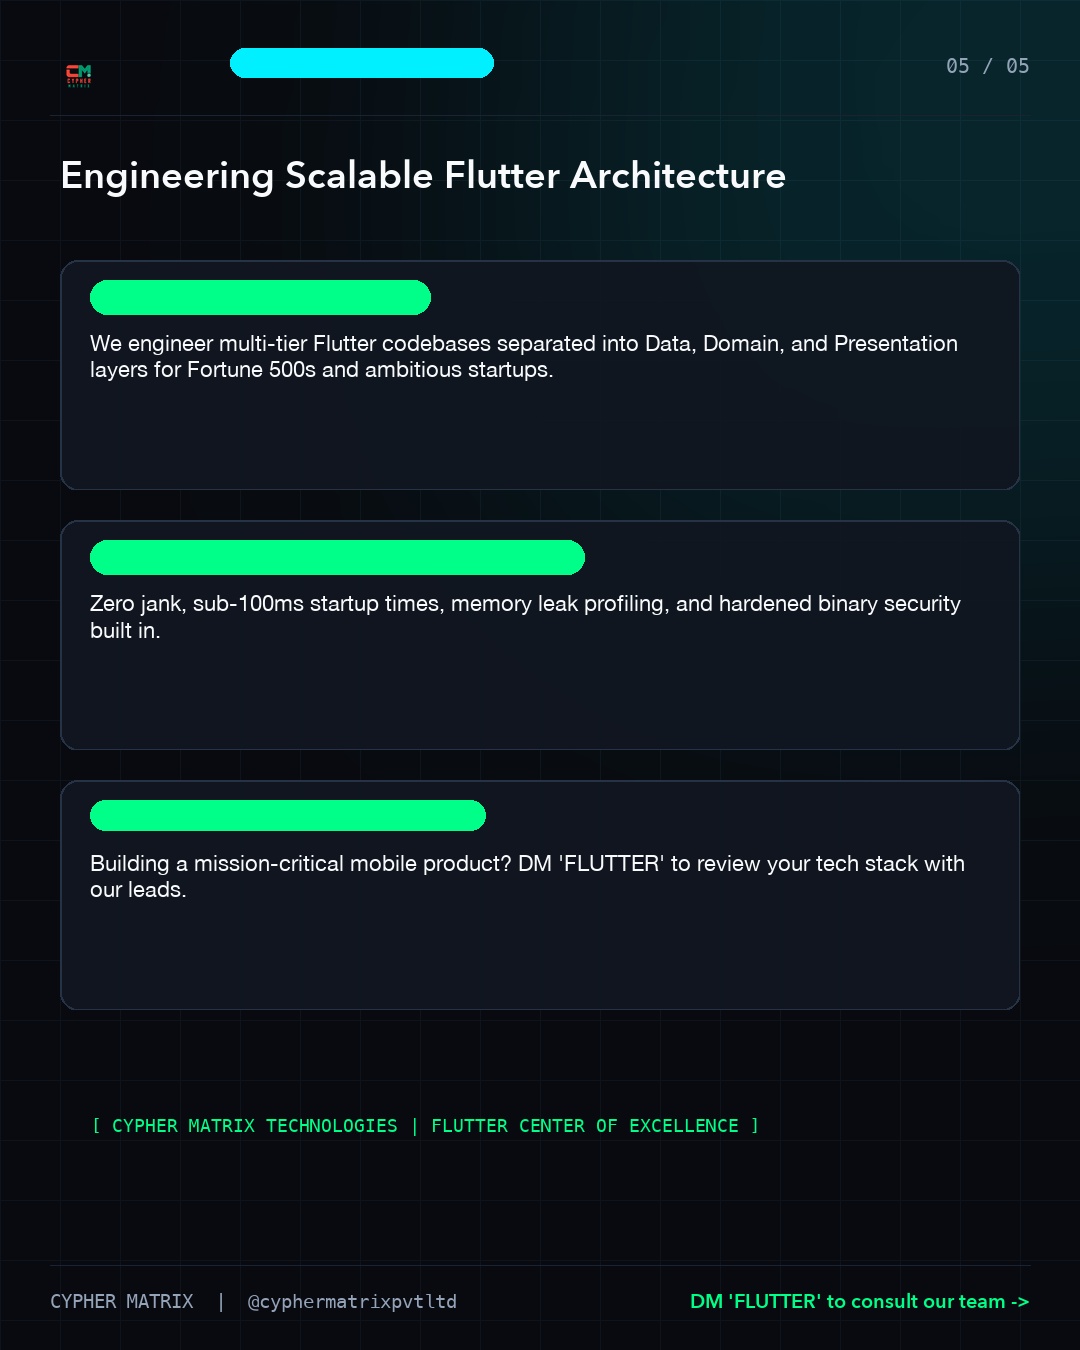 CM
CYPHER
MATRIX
05 / 05
Engineering Scalable Flutter Architecture
We engineer multi-tier Flutter codebases separated into Data, Domain, and Presentation
layers for Fortune 500s and ambitious startups.
Zero jank, sub-100ms startup times, memory leak profiling, and hardened binary security
built in.
Building a mission-critical mobile product? DM 'FLUTTER' to review your tech stack with
our leads.
[ CYPHER MATRIX TECHNOLOGIES | FLUTTER CENTER OF EXCELLENCE ]
CYPHER MATRIX | @cyphermatrixpvtltd
DM 'FLUTTER' to consult our team ->